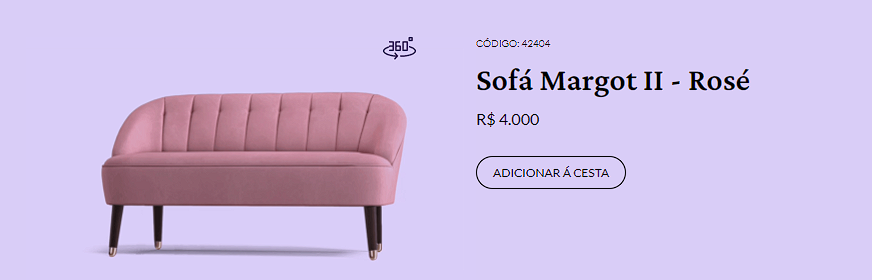 360°
CÓDIGO: 42404
Sofá Margot II - Rosé
R$ 4.000
ADICIONAR Á CESTA